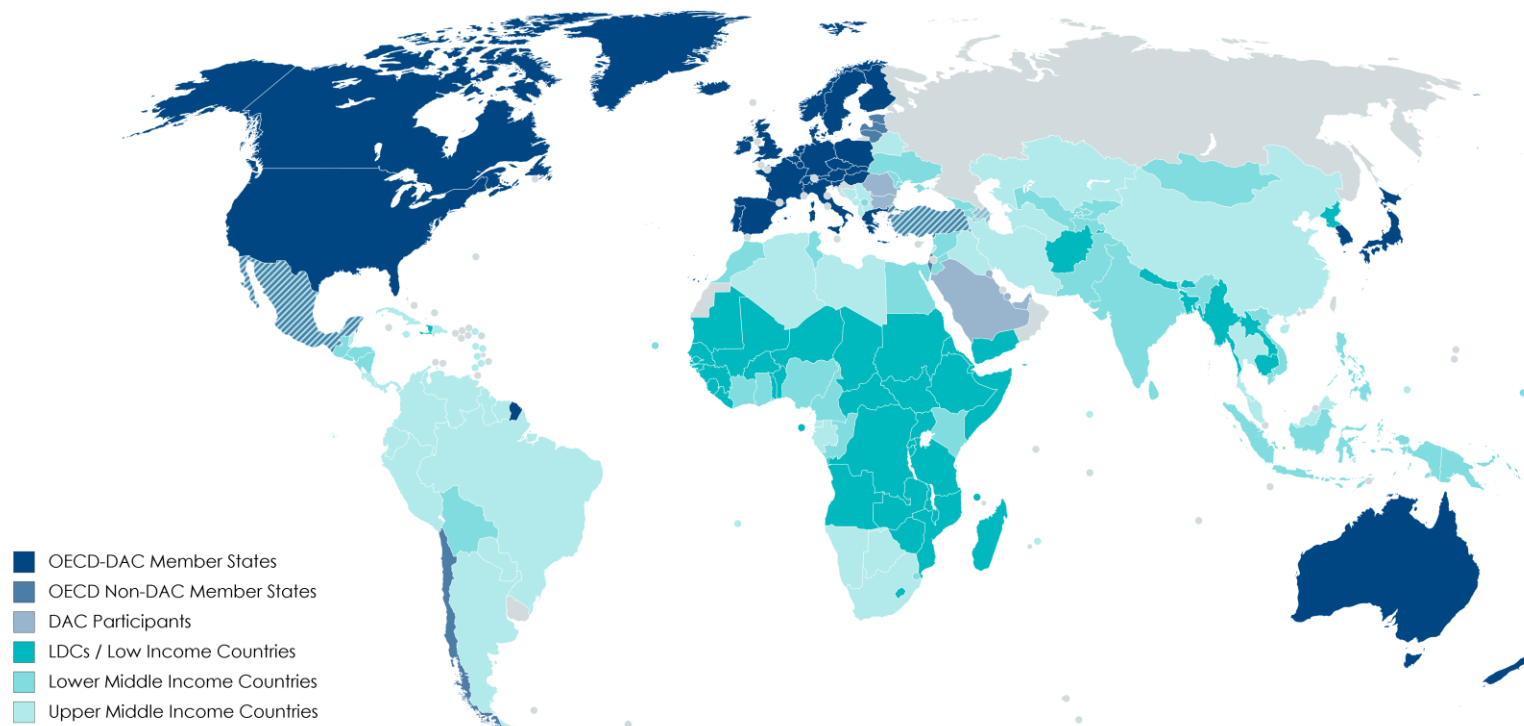 OECD-DAC Member States
OECD Non-DAC Member States
DAC Participants
LDCs / Low Income Countries
Lower Middle Income Countries
Upper Middle Income Countries